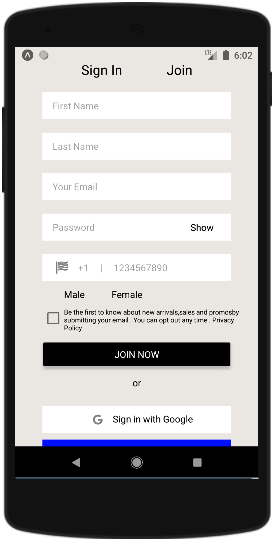 LTE 6:02
Sign In Join
First Name
Last Name
Your Email
Password Show
+1 | 1234567890
Male Female
Be the first to know about new arrivals,sales and promosby
submitting your email . You can opt out any time . Privacy
Policy
JOIN NOW
or
G Sign in with Google